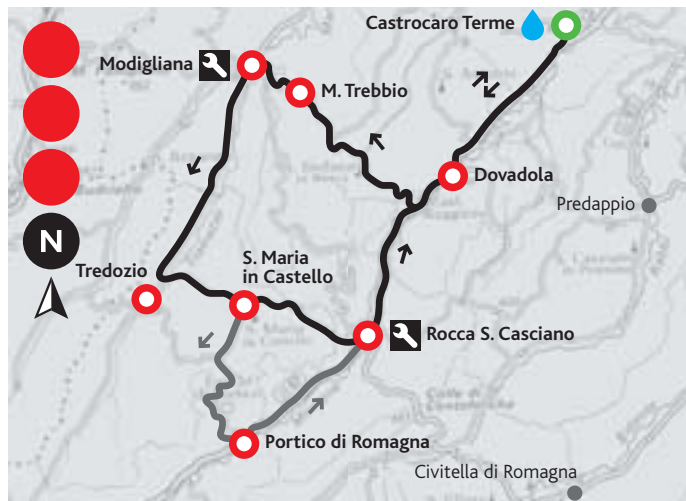 Castrocaro Terme
Modigliana
M. Trebbio
Dovadola
Predappio
N
Tredozio
S. Maria
in Castello
Rocca S. Casciano
Portico di Romagna
Civitella di Romagna